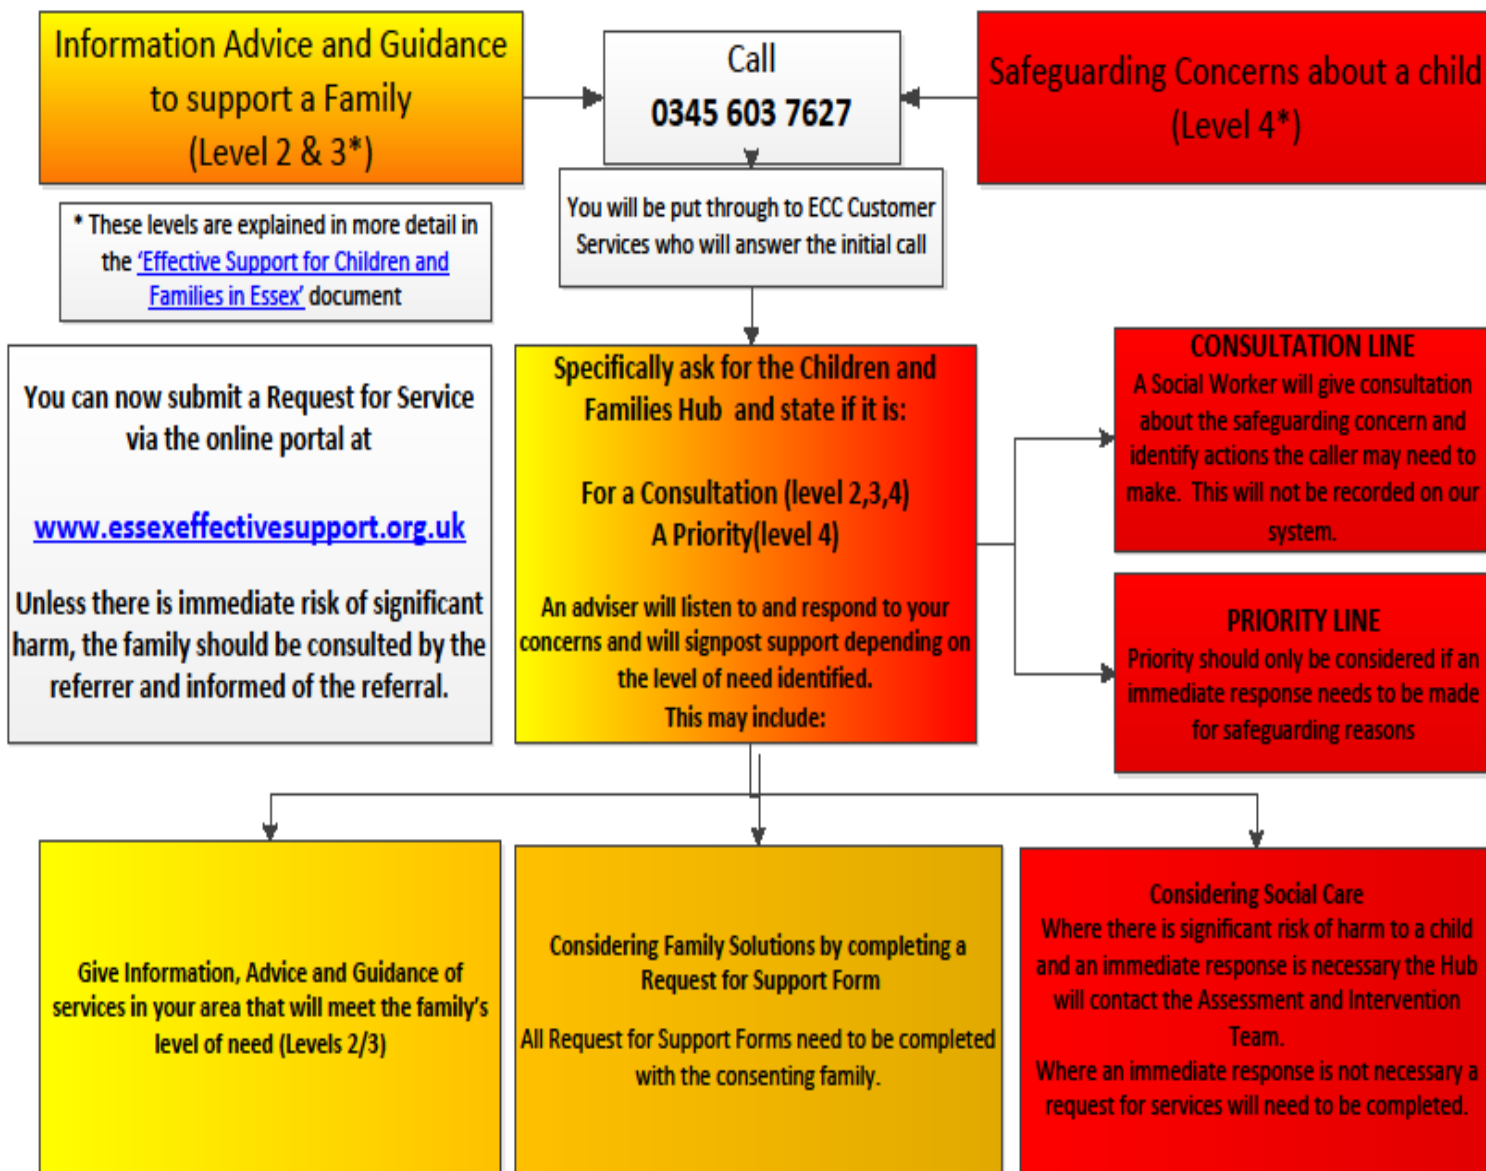 Information Advice and Guidance
to support a Family
(Level 2 & 3*)
Call
0345 603 7627
Safeguarding Concerns about a child
(Level 4*)
* These levels are explained in more detail in
the ‘Effective Support for Children and
Families in Essex’ document
You will be put through to ECC Customer
Services who will answer the initial call
You can now submit a Request for Service
via the online portal at
www.essexeffectivesupport.org.uk
Unless there is immediate risk of significant
harm, the family should be consulted by the
referrer and informed of the referral.
Specifically ask for the Children and
Families Hub and state if it is:
For a Consultation (level 2,3,4)
A Priority(level 4)
An adviser will listen to and respond to your
concerns and will signpost support depending on
the level of need identified.
This may include:
CONSULTATION LINE
A Social Worker will give consultation
about the safeguarding concern and
identify actions the caller may need to
make. This will not be recorded on our
system.
PRIORITY LINE
Priority should only be considered if an
immediate response needs to be made
for safeguarding reasons
Give Information, Advice and Guidance of
services in your area that will meet the family’s
level of need (Levels 2/3)
Considering Family Solutions by completing a
Request for Support Form
All Request for Support Forms need to be completed
with the consenting family.
Considering Social Care
Where there is significant risk of harm to a child
and an immediate response is necessary the Hub
will contact the Assessment and Intervention
Team.
Where an immediate response is not necessary a
request for services will need to be completed.